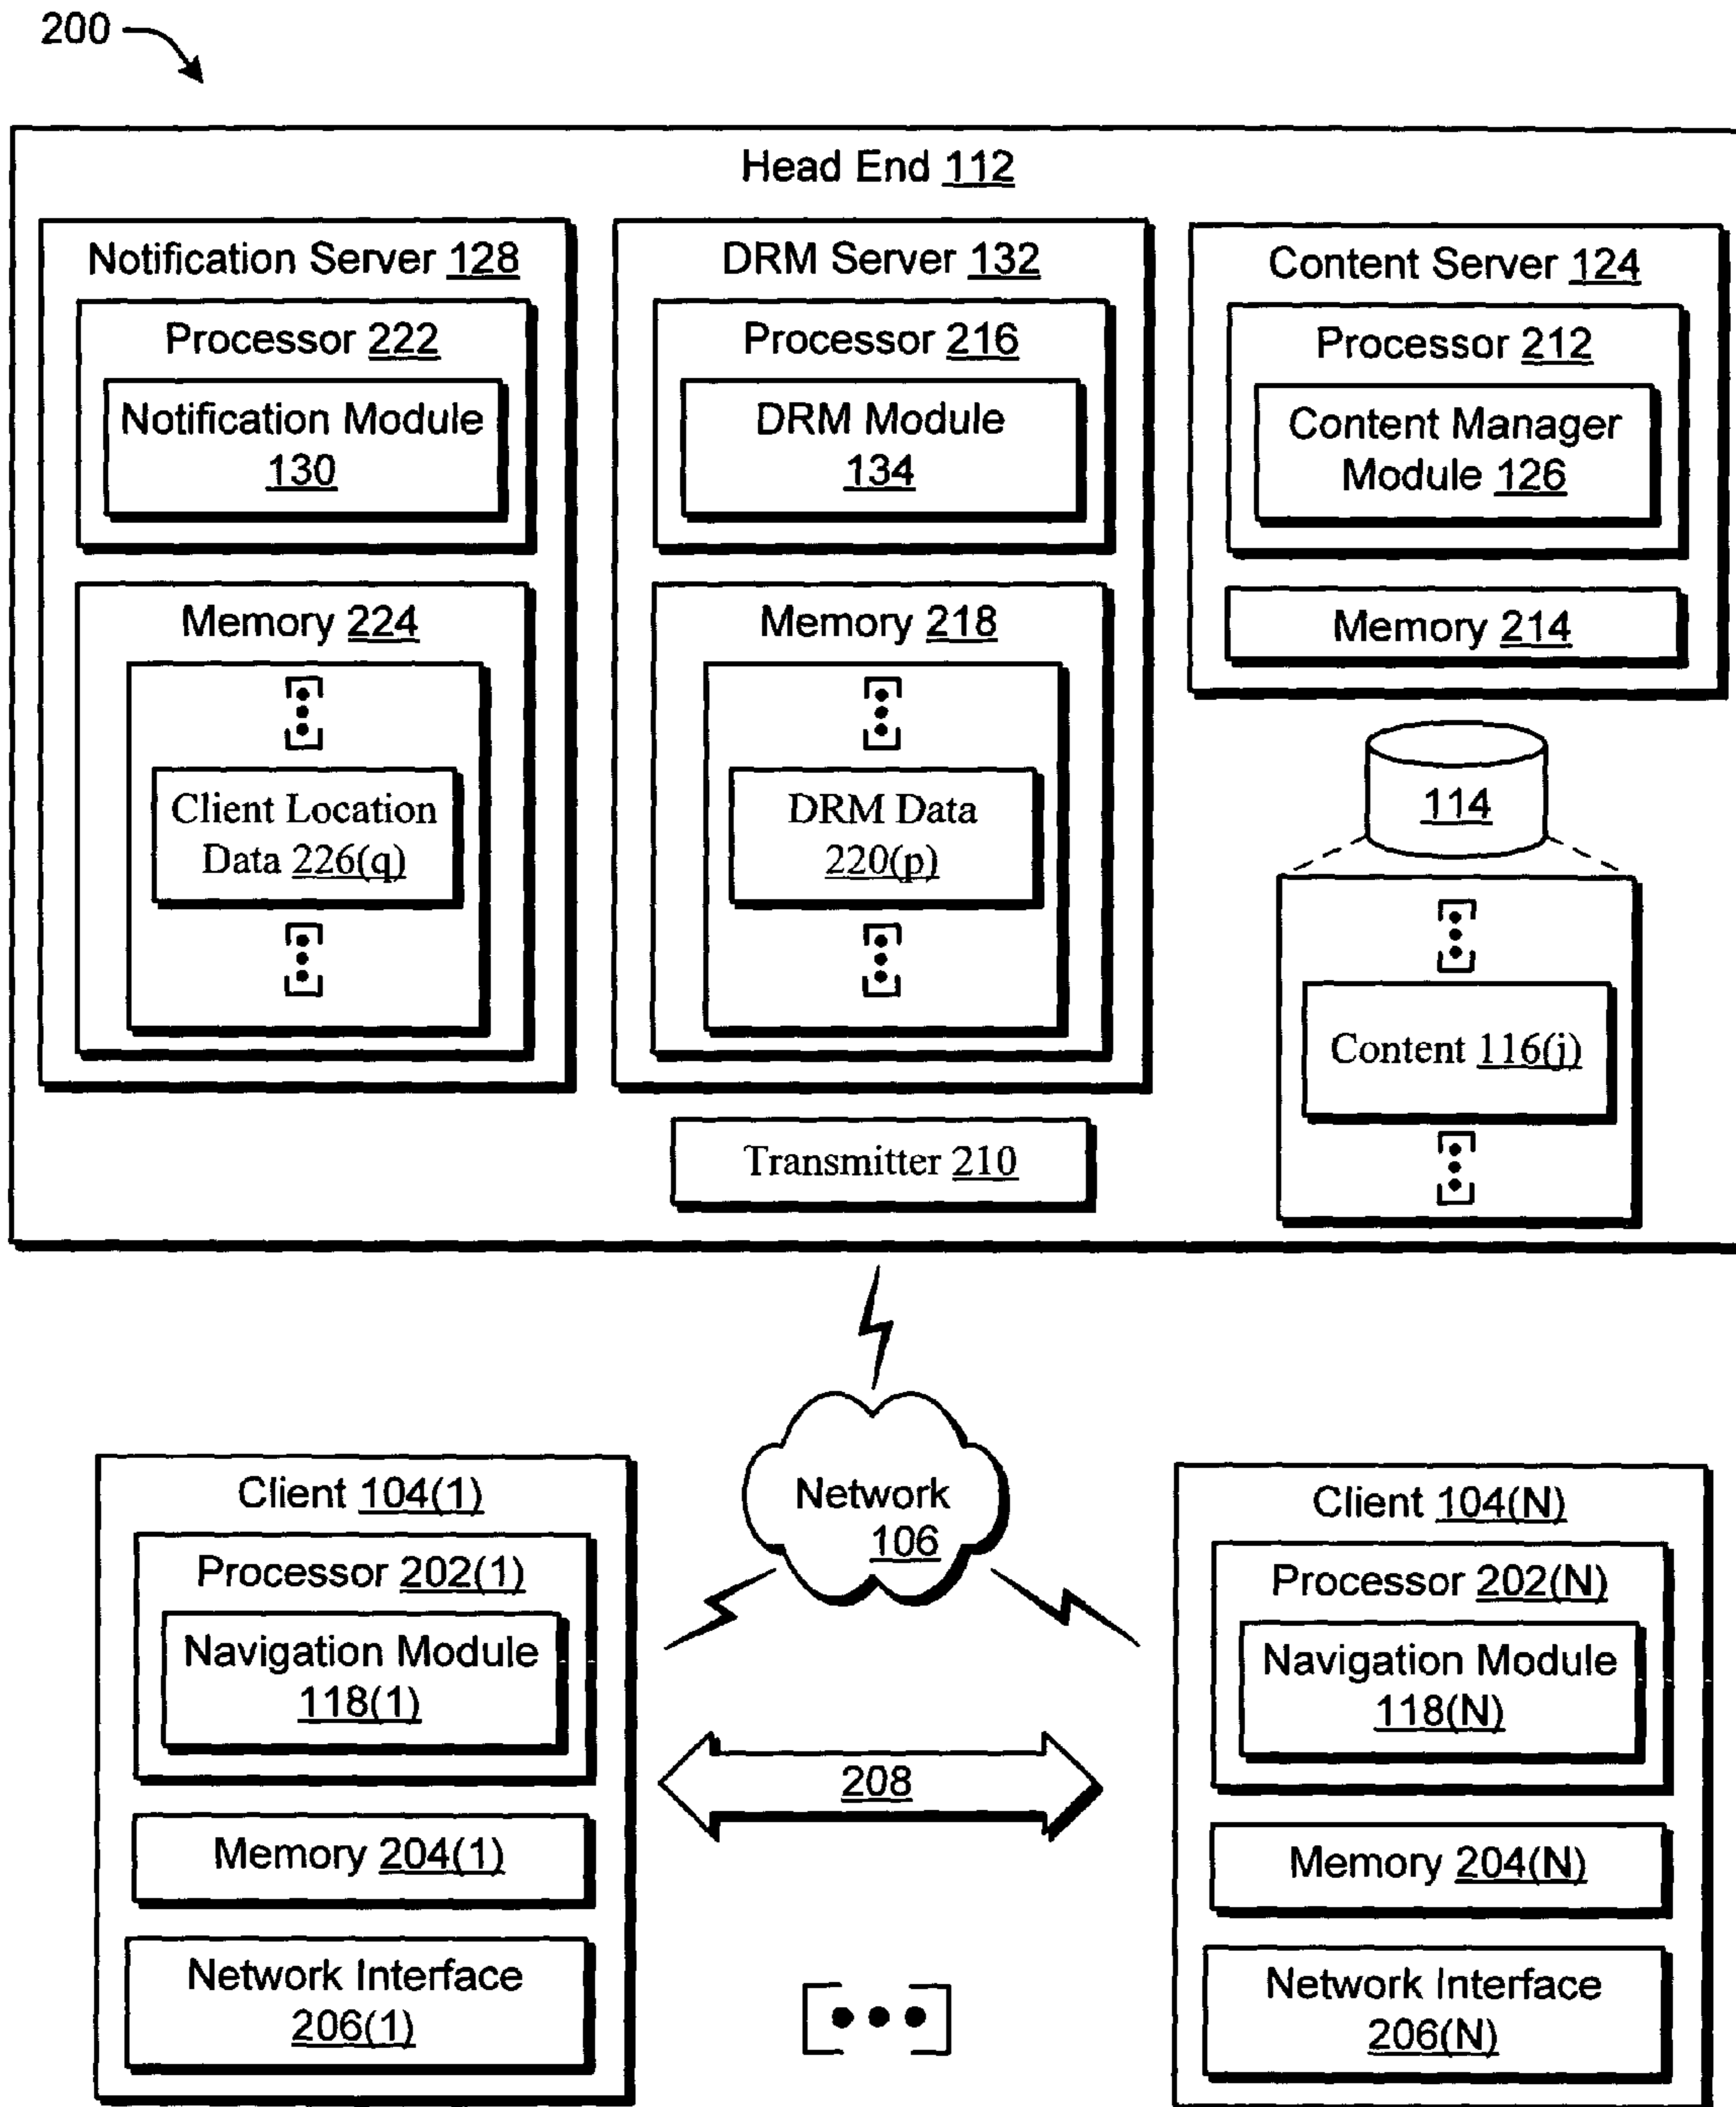 200
Head End 112
Notification Server 128
Processor 222
Notification Module
130
Memory 224
Client Location
Data 226(q)
DRM Server 132
Processor 216
DRM Module
134
Memory 218
DRM Data
220(p)
Content Server 124
Processor 212
Content Manager
Module 126
Memory 214
114
Content 116(j)
Transmitter 210
Network
106
Client 104(1)
Processor 202(1)
Navigation Module
118(1)
Memory 204(1)
Network Interface
206(1)
208
Client 104(N)
Processor 202(N)
Navigation Module
118(N)
Memory 204(N)
Network Interface
206(N)